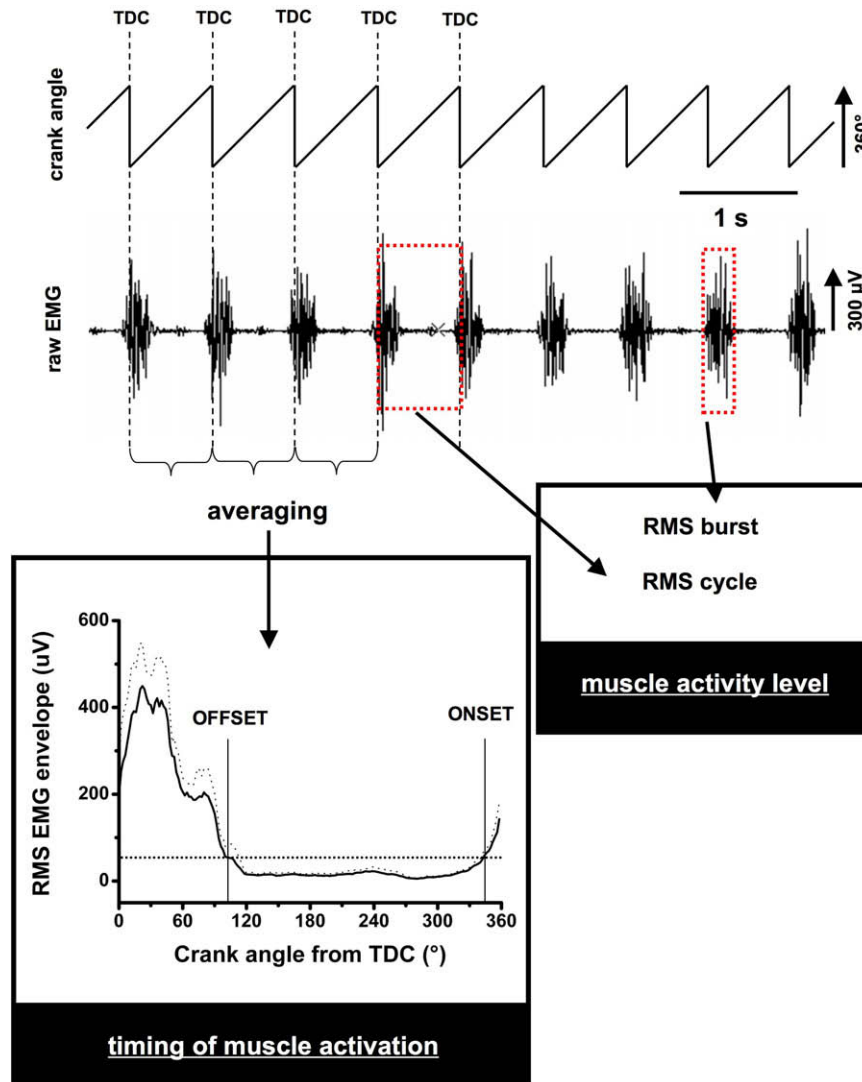 TDC TDC TDC TDC TDC
crank angle
360°
1 s
raw EMG
300 µV
averaging
RMS burst
RMS cycle
muscle activity level
RMS EMG envelope (uV)
600
400
200
0
OFFSET
ONSET
0 60 120 180 240 300 360
Crank angle from TDC (°)
timing of muscle activation